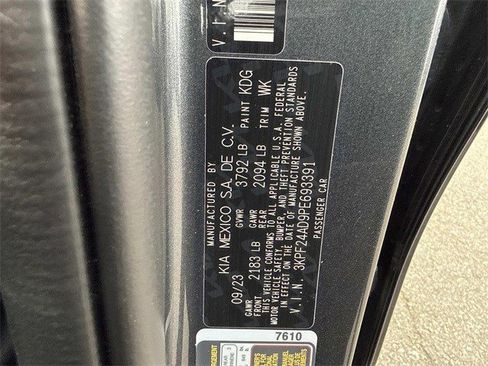 V.I.N.
MANUFACTURED BY
KIA MEXICO S.A. DE C.V.
09/23 GVWR 3792 LB PAINT KDG
GAWR FRONT 2183 LB GAWR REAR 2094 LB TRIM WK
THIS VEHICLE CONFORMS TO ALL APPLICABLE U.S.A. FEDERAL
MOTOR VEHICLE SAFETY, BUMPER, AND THEFT PREVENTION STANDARDS
IN EFFECT ON THE DATE OF MANUFACTURE SHOWN ABOVE.
V.I.N. 3KPF24AD9PE693391
PASSENGER CAR
7610